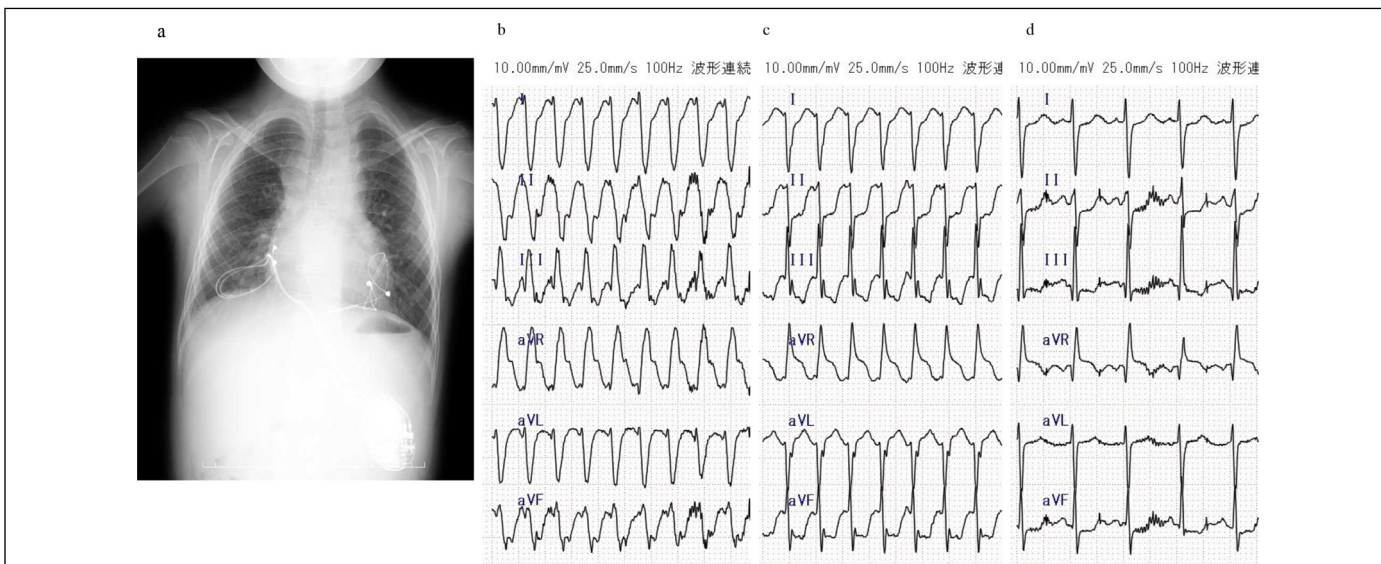 a
b
c
d
10.00mm/mV 25.0mm/s 100Hz 波形連続
10.00mm/mV 25.0mm/s 100Hz 波形連
10.00mm/mV 25.0mm/s 100Hz 波形連
I
II
III
aVR
aVL
aVF
I
II
III
aVR
aVL
aVF
I
II
III
aVR
aVL
aVF